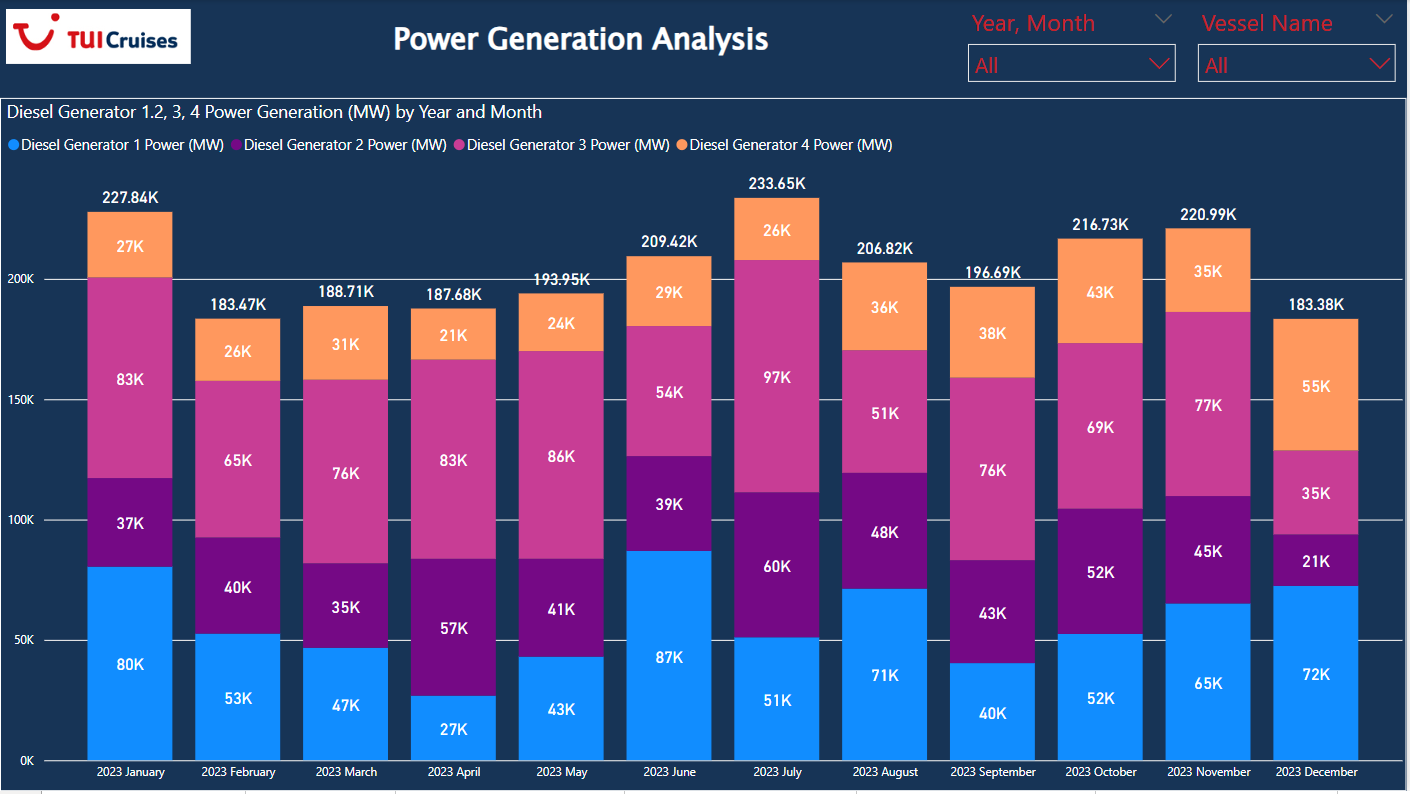 TUI Cruises
Power Generation Analysis
Year, Month
Vessel Name
All
All
Diesel Generator 1.2, 3, 4 Power Generation (MW) by Year and Month
Diesel Generator 1 Power (MW) Diesel Generator 2 Power (MW) Diesel Generator 3 Power (MW) Diesel Generator 4 Power (MW)
200K
150K
100K
50K
0K
227.84K
27K
83K
37K
80K
183.47K
26K
65K
40K
53K
188.71K
31K
76K
35K
47K
187.68K
21K
83K
57K
27K
193.95K
24K
86K
41K
43K
209.42K
29K
54K
39K
87K
233.65K
26K
97K
60K
51K
206.82K
36K
51K
48K
71K
196.69K
38K
76K
43K
40K
216.73K
43K
69K
52K
52K
220.99K
35K
77K
45K
65K
183.38K
55K
35K
21K
72K
2023 January 2023 February 2023 March 2023 April 2023 May 2023 June 2023 July 2023 August 2023 September 2023 October 2023 November 2023 December